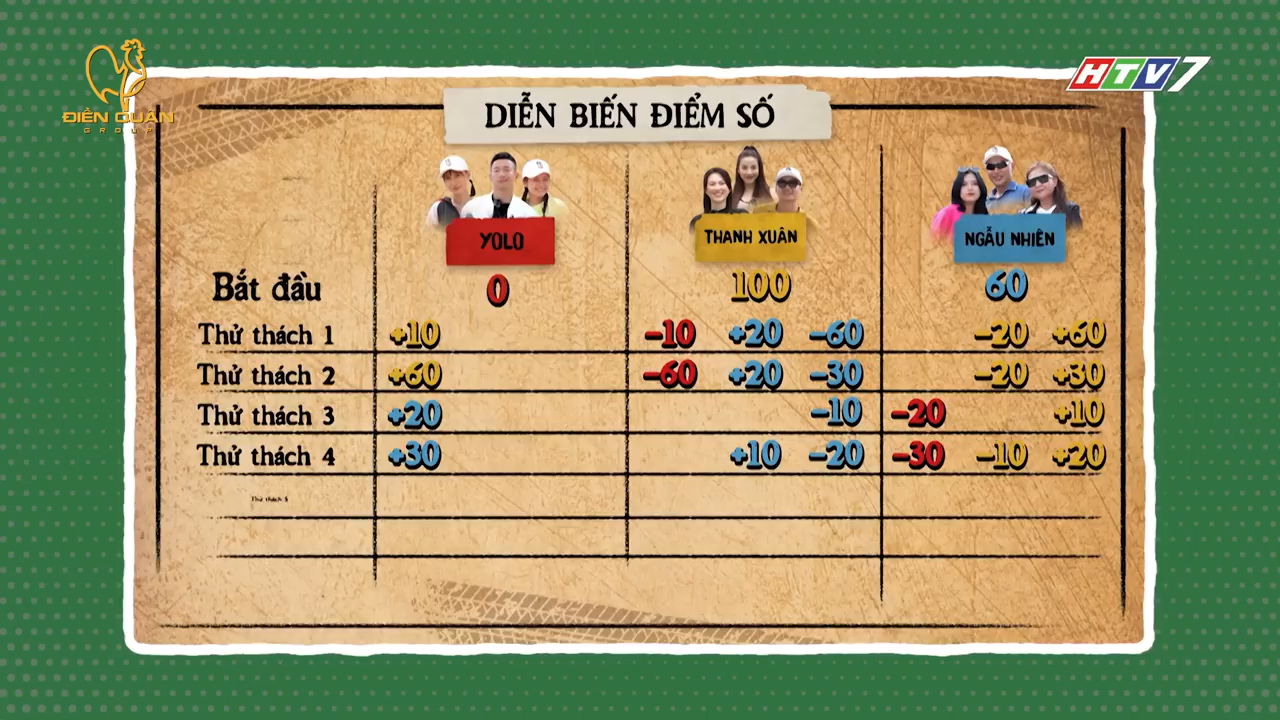 ĐIỀN QUÂN
GROUP
HTV7
DIỄN BIẾN ĐIỂM SỐ
YOLO THANH XUÂN NGẪU NHIÊN
Bắt đầu 0 100 60
Thử thách 1 +10 -10 +20 -60 -20 +60
Thử thách 2 +60 -60 +20 -30 -20 +30
Thử thách 3 +20 -10 -20 +10
Thử thách 4 +30 +10 -20 -30 -10 +20
Thử thách 5